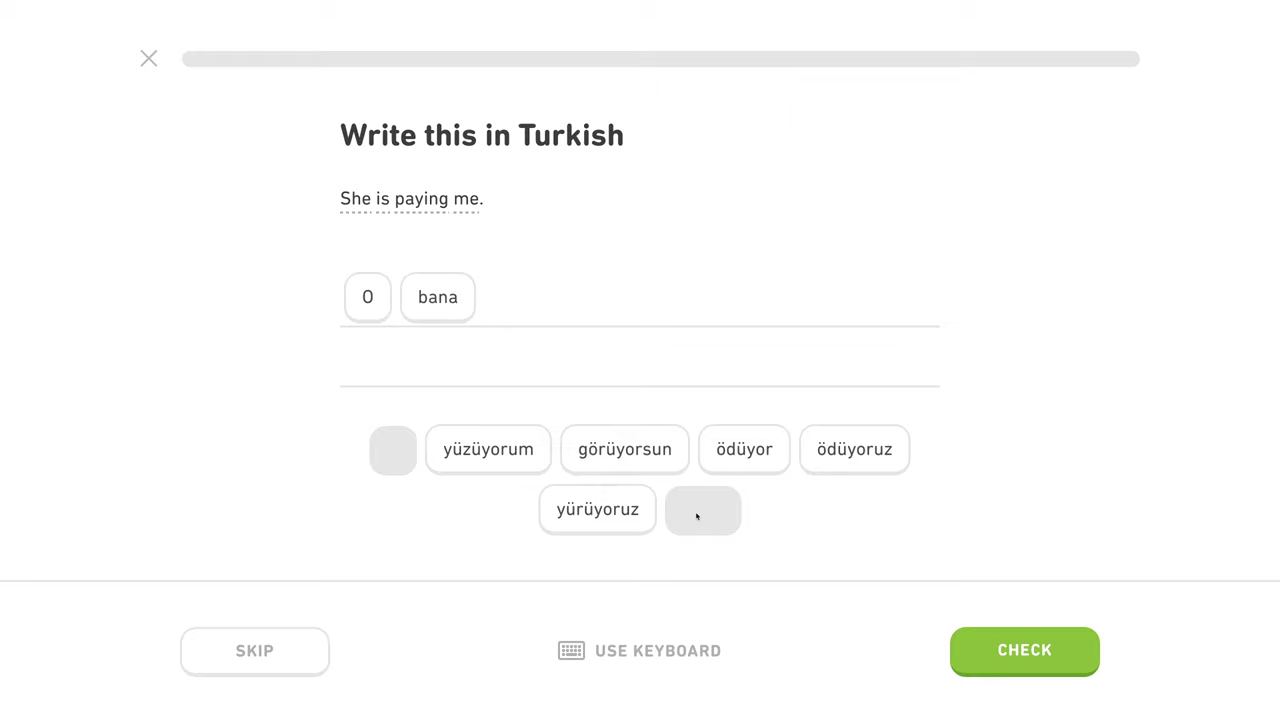 Write this in Turkish
She is paying me.
O bana
yüzüyorum görüyorsun ödüyor ödüyoruz
yürüyoruz
SKIP USE KEYBOARD CHECK